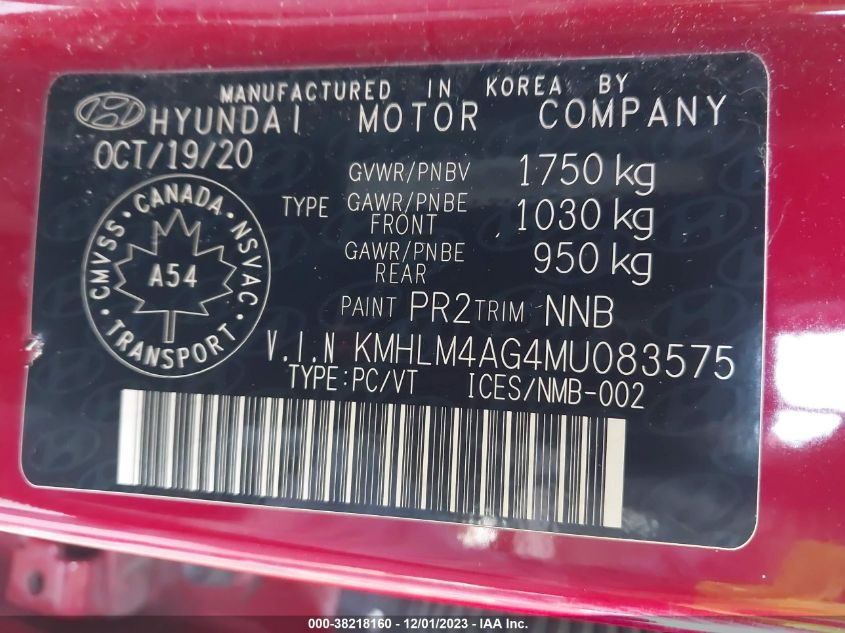 MANUFACTURED IN KOREA BY
HYUNDAI MOTOR COMPANY
OCT/19/20
GVWR/PNBV 1750 kg
TYPE GAWR/PNBE FRONT 1030 kg
GAWR/PNBE REAR 950 kg
CANADA
CMVSS NSVAC
A54
TRANSPORT
PAINT PR2 TRIM NNB
V.I.N KMHLM4AG4MU083575
TYPE:PC/VT ICES/NMB-002
000-38218160 - 12/01/2023 - IAA Inc.